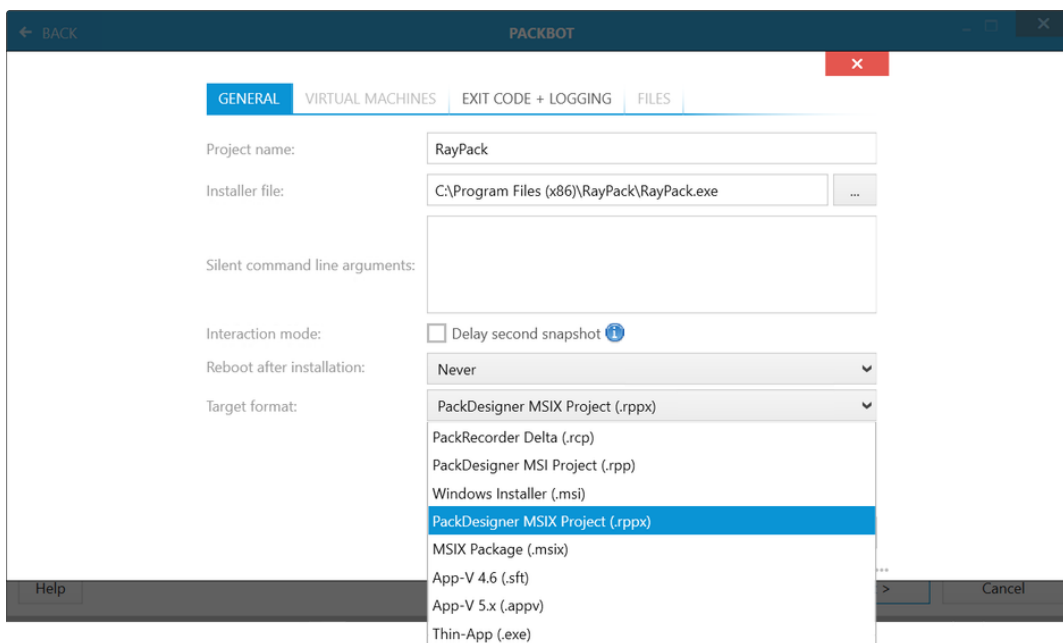 BACK
PACKBOT
GENERAL
VIRTUAL MACHINES
EXIT CODE + LOGGING
FILES
Project name:
RayPack
Installer file:
C:\Program Files (x86)\RayPack\RayPack.exe
...
Silent command line arguments:
Interaction mode:
Delay second snapshot
Reboot after installation:
Never
Target format:
PackDesigner MSIX Project (.rppx)
PackRecorder Delta (.rcp)
PackDesigner MSI Project (.rpp)
Windows Installer (.msi)
PackDesigner MSIX Project (.rppx)
MSIX Package (.msix)
App-V 4.6 (.sft)
App-V 5.x (.appv)
Thin-App (.exe)
Help
>
Cancel